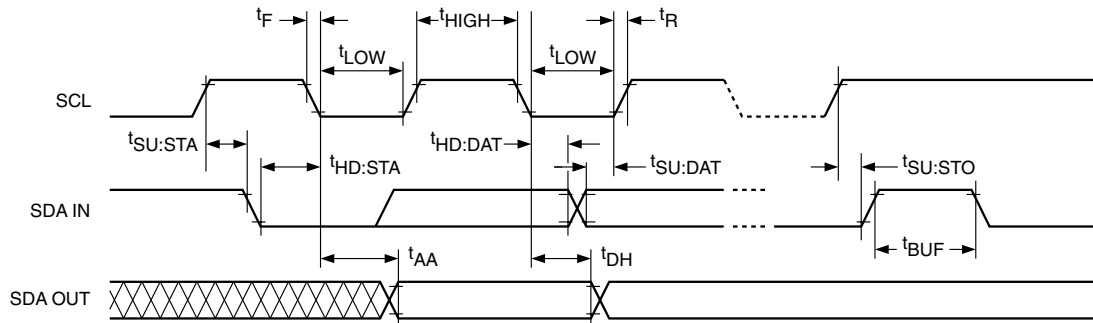 tF
tHIGH
tR
tLOW
tLOW
SCL
tSU:STA
tHD:DAT
tHD:STA
tSU:DAT
tSU:STO
SDA IN
tBUF
tAA
tDH
SDA OUT